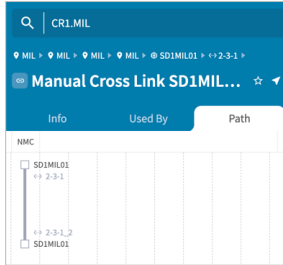 CR1.MIL
MIL ▸ MIL ▸ MIL ▸ MIL ▸ SD1MIL01 ▸ 2-3-1 ▸
Manual Cross Link SD1MIL...
Info Used By Path
NMC
SD1MIL01
2-3-1
2-3-1_2
SD1MIL01